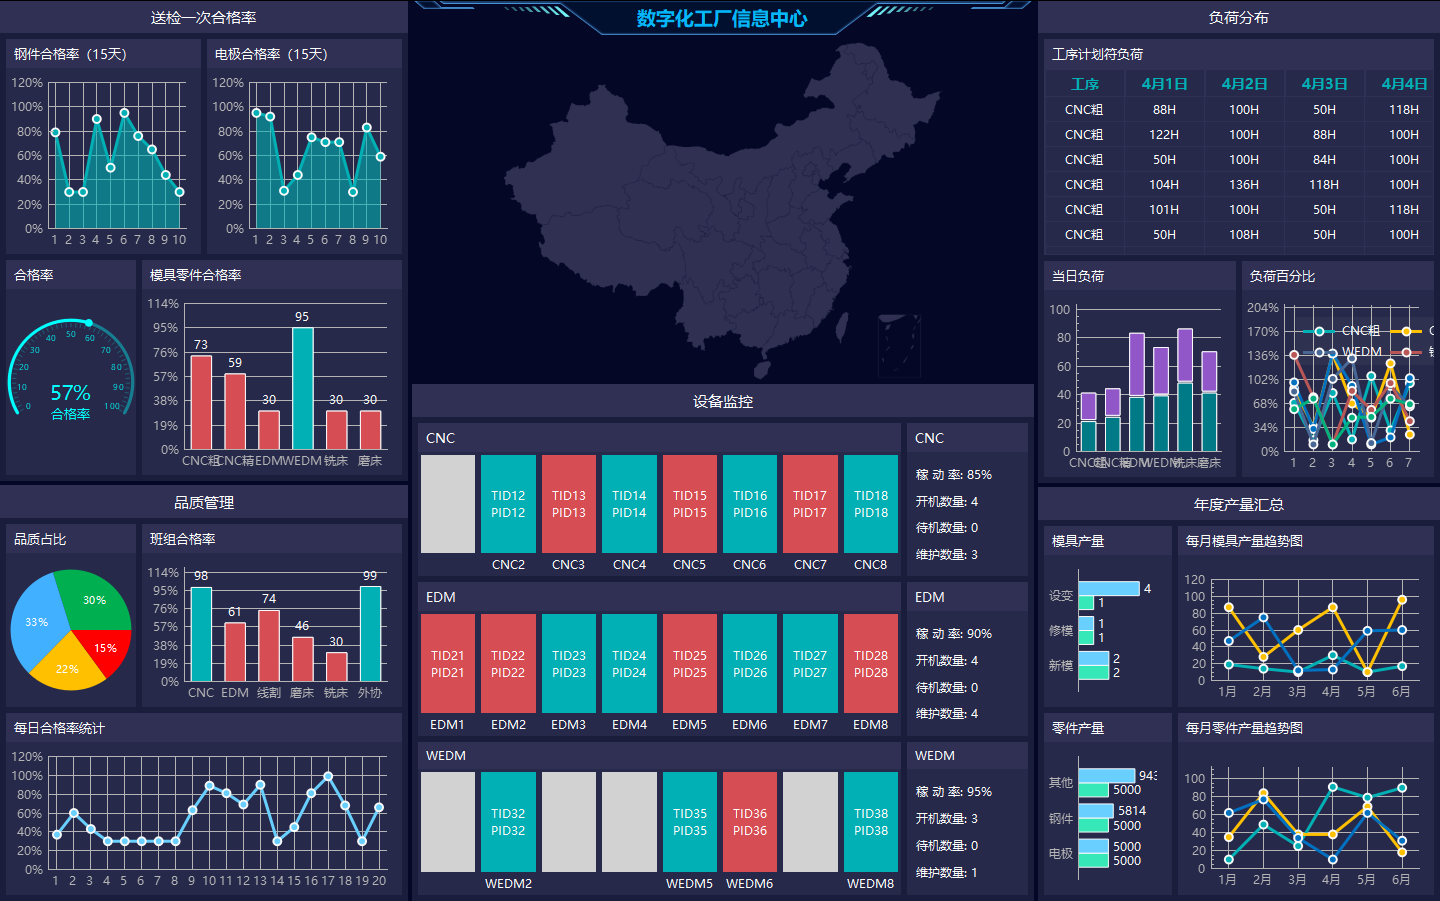 送检一次合格率
数字化工厂信息中心
负荷分布
钢件合格率（15天）
电极合格率（15天）
120%
100%
80%
60%
40%
20%
0%
1 2 3 4 5 6 7 8 9 10
120%
100%
80%
60%
40%
20%
0%
1 2 3 4 5 6 7 8 9 10
合格率
0 10 20 30 40 50 60 70 80 90 100
57%
合格率
模具零件合格率
114%
95%
76%
57%
38%
19%
0%
73 59 30 95 30 30
CNC粗 CNC精 EDM WEDM 铣床 磨床
品质管理
品质占比
30%
33%
15%
22%
班组合格率
114%
95%
76%
57%
38%
19%
0%
98 61 74 46 30 99
CNC EDM 线割 磨床 铣床 外协
每日合格率统计
120%
100%
80%
60%
40%
20%
0%
1 2 3 4 5 6 7 8 9 10 11 12 13 14 15 16 17 18 19 20
设备监控
CNC
TID12 TID13 TID14 TID15 TID16 TID17 TID18
PID12 PID13 PID14 PID15 PID16 PID17 PID18
CNC2 CNC3 CNC4 CNC5 CNC6 CNC7 CNC8
CNC
稼 动 率: 85%
开机数量: 4
待机数量: 0
维护数量: 3
EDM
TID21 TID22 TID23 TID24 TID25 TID26 TID27 TID28
PID21 PID22 PID23 PID24 PID25 PID26 PID27 PID28
EDM1 EDM2 EDM3 EDM4 EDM5 EDM6 EDM7 EDM8
EDM
稼 动 率: 90%
开机数量: 4
待机数量: 0
维护数量: 4
WEDM
TID32 TID35 TID36 TID38
PID32 PID35 PID36 PID38
WEDM2 WEDM5 WEDM6 WEDM8
WEDM
稼 动 率: 95%
开机数量: 3
待机数量: 0
维护数量: 1
工序计划符负荷
工序 4月1日 4月2日 4月3日 4月4日
CNC粗 88H 100H 50H 118H
CNC粗 122H 100H 88H 100H
CNC粗 50H 100H 84H 100H
CNC粗 104H 136H 118H 100H
CNC粗 101H 100H 50H 118H
CNC粗 50H 108H 50H 100H
当日负荷
100
80
60
40
20
0
CNC粗 CNC精 EDM WEDM 铣床 磨床
负荷百分比
204%
170%
136%
102%
68%
34%
0%
CNC粗 C
WEDM
1 2 3 4 5 6 7
年度产量汇总
模具产量
设变 4
1
修模 1
1
新模 2
2
每月模具产量趋势图
120
100
80
60
40
20
0
1月 2月 3月 4月 5月 6月
零件产量
其他 943
5000
钢件 5814
5000
电极 5000
5000
每月零件产量趋势图
100
80
60
40
20
0
1月 2月 3月 4月 5月 6月